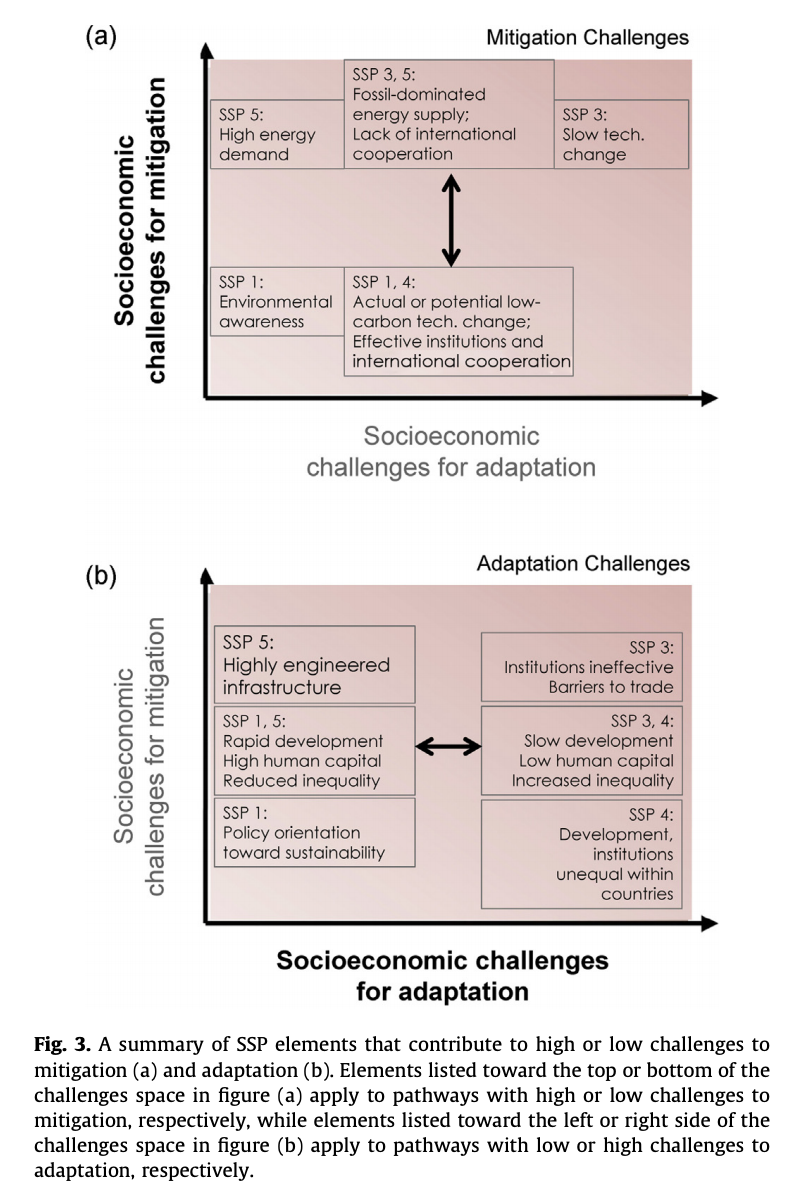 (a)
Mitigation Challenges
Socioeconomic
challenges for mitigation
SSP 5:
High energy
demand
SSP 3, 5:
Fossil-dominated
energy supply;
Lack of international
cooperation
SSP 3:
Slow tech.
change
SSP 1:
Environmental
awareness
SSP 1, 4:
Actual or potential low-
carbon tech. change;
Effective institutions and
international cooperation
Socioeconomic
challenges for adaptation
(b)
Adaptation Challenges
Socioeconomic
challenges for mitigation
SSP 5:
Highly engineered
infrastructure
SSP 1, 5:
Rapid development
High human capital
Reduced inequality
SSP 1:
Policy orientation
toward sustainability
SSP 3:
Institutions ineffective
Barriers to trade
SSP 3, 4:
Slow development
Low human capital
Increased inequality
SSP 4:
Development,
institutions
unequal within
countries
Socioeconomic challenges
for adaptation
Fig. 3. A summary of SSP elements that contribute to high or low challenges to
mitigation (a) and adaptation (b). Elements listed toward the top or bottom of the
challenges space in figure (a) apply to pathways with high or low challenges to
mitigation, respectively, while elements listed toward the left or right side of the
challenges space in figure (b) apply to pathways with low or high challenges to
adaptation, respectively.